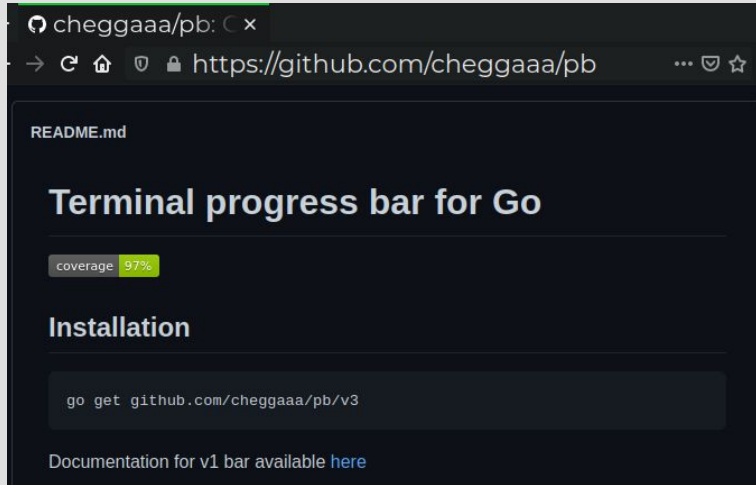 cheggaaa/pb: C ×
https://github.com/cheggaaa/pb
README.md
Terminal progress bar for Go
coverage 97%
Installation
go get github.com/cheggaaa/pb/v3
Documentation for v1 bar available here